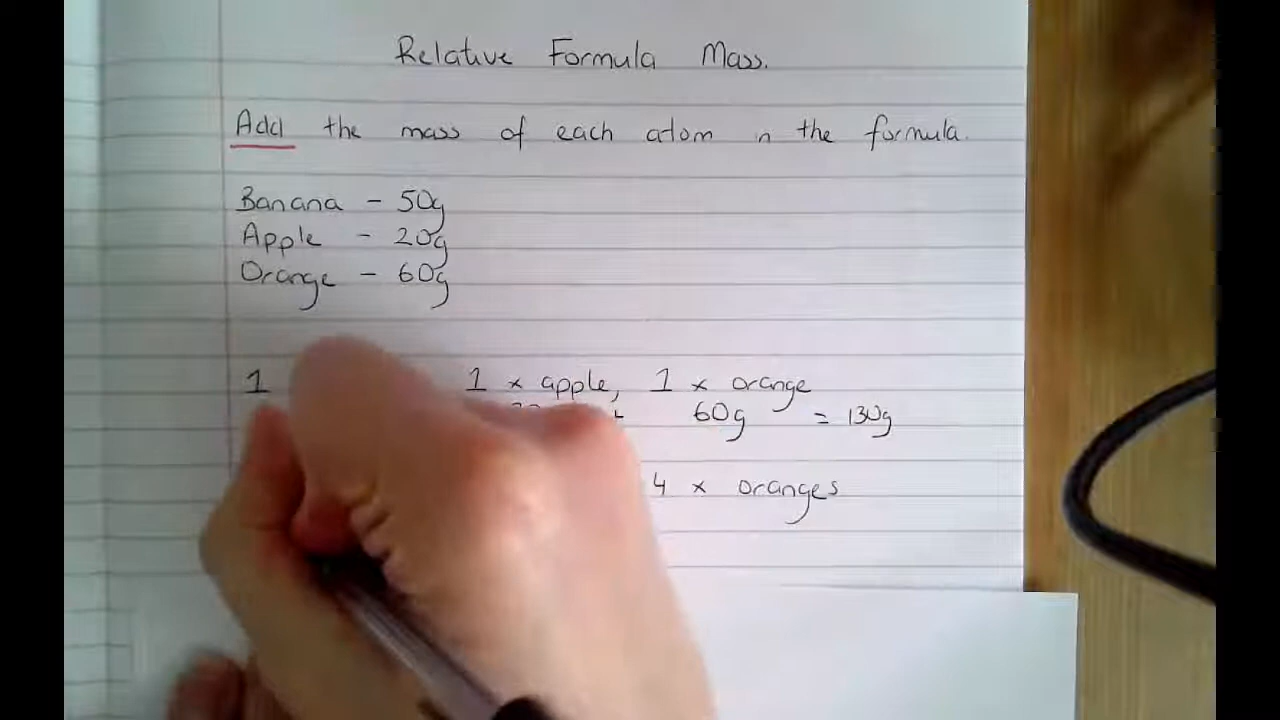 Relative Formula Mass.
Add the mass of each atom in the formula.
Banana - 50g
Apple - 20g
Orange - 60g
1 1 x apple, 1 x orange
60g = 130g
4 x oranges